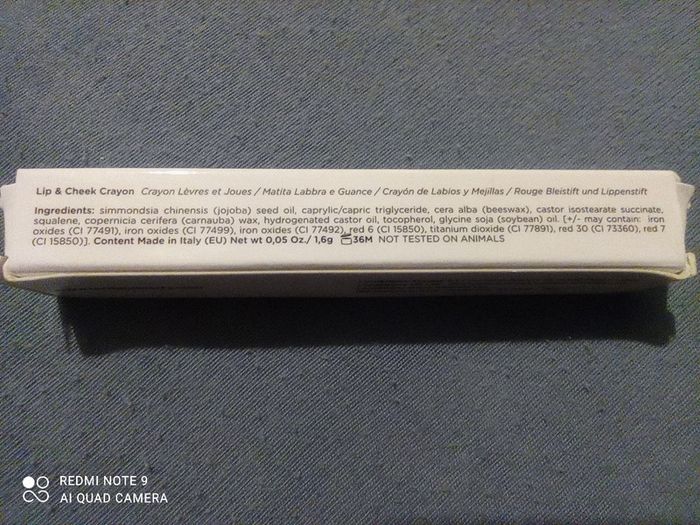 Lip & Cheek Crayon Crayon Lèvres et Joues / Matita Labbra e Guance / Crayón de Labios y Mejillas / Rouge Bleistift und Lippenstift
Ingredients: simmondsia chinensis (jojoba) seed oil, caprylic/capric triglyceride, cera alba (beeswax), castor isostearate succinate,
squalene, copernicia cerifera (carnauba) wax, hydrogenated castor oil, tocopherol, glycine soja (soybean) oil. [+/- may contain: iron
oxides (CI 77491), iron oxides (CI 77499), iron oxides (CI 77492), red 6 (CI 15850), titanium dioxide (CI 77891), red 30 (CI 73360), red 7
(CI 15850)]. Content Made in Italy (EU) Net wt 0,05 Oz./ 1,6g 36M NOT TESTED ON ANIMALS
REDMI NOTE 9
AI QUAD CAMERA